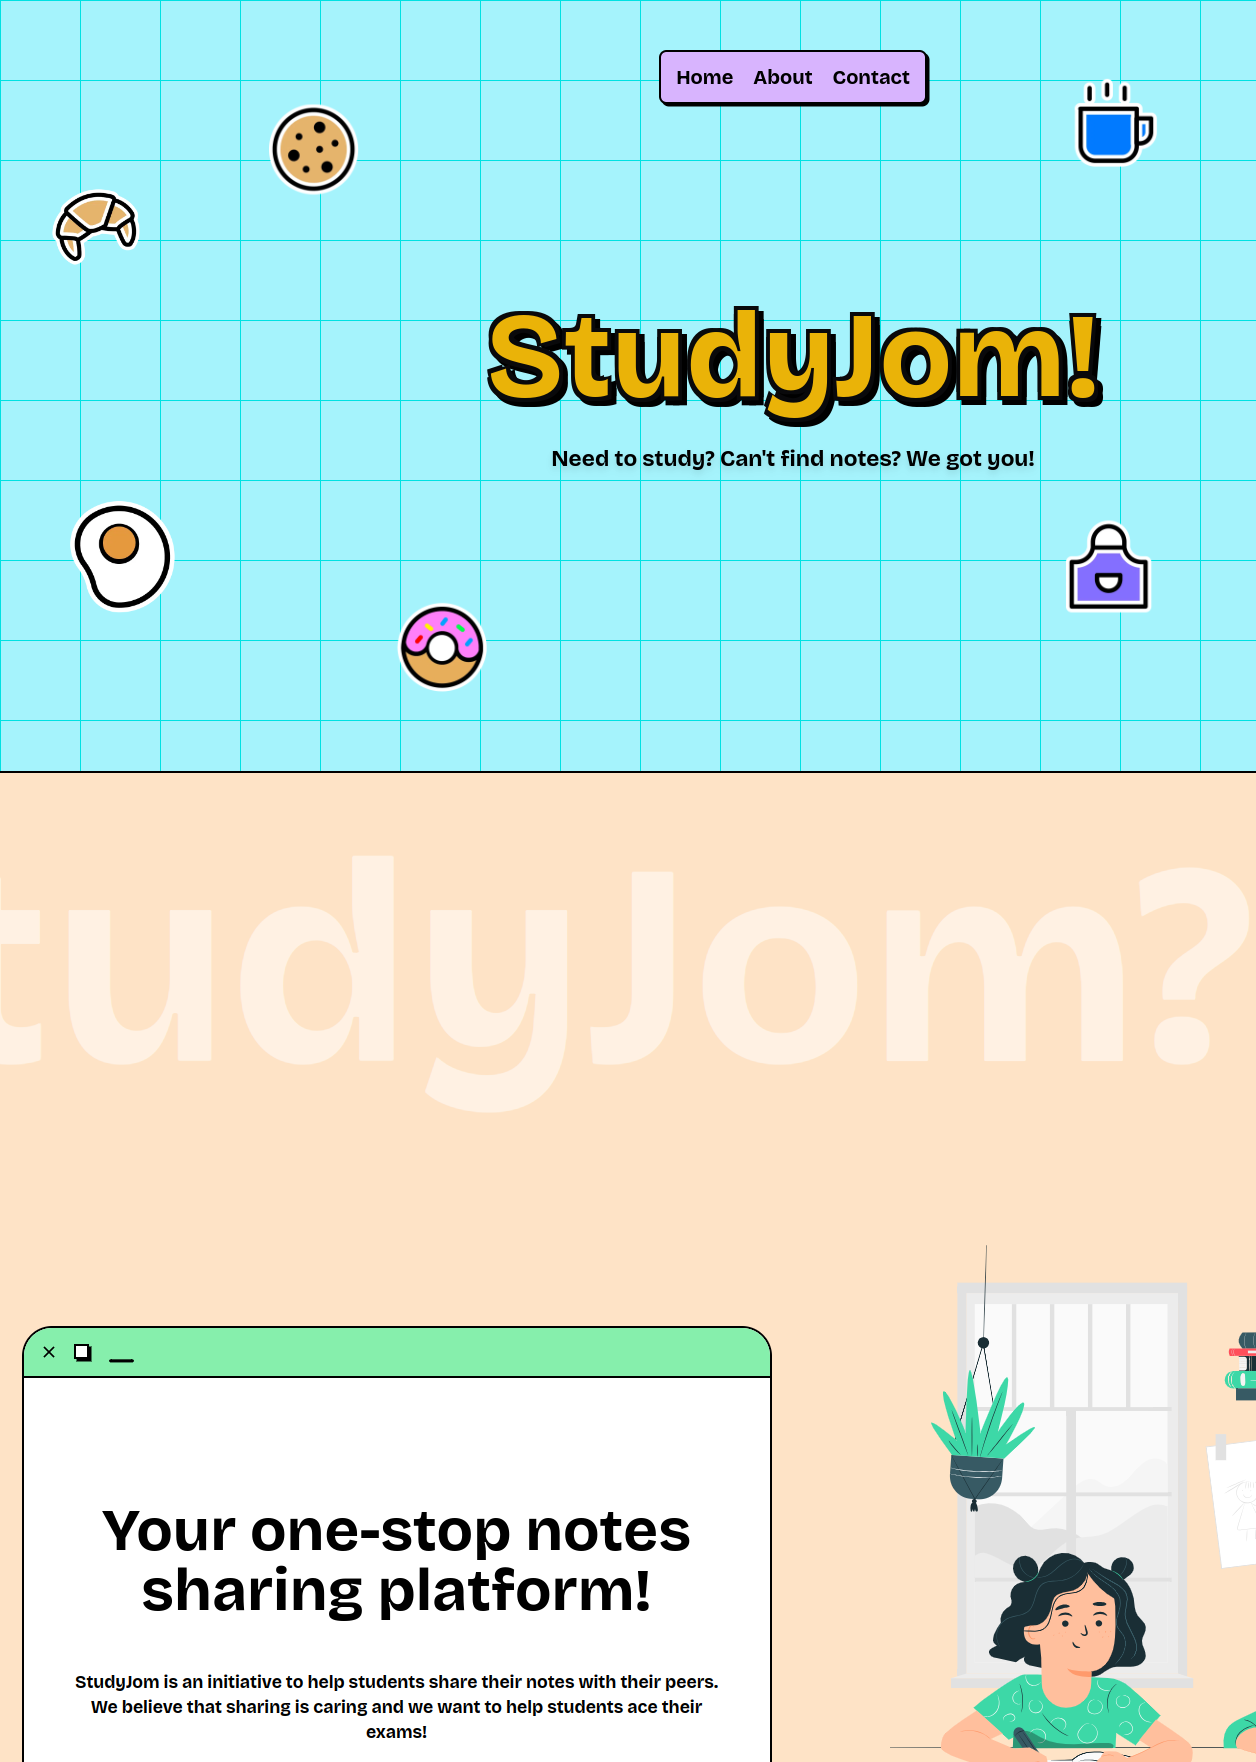 Home About Contact
StudyJom!
Need to study? Can't find notes? We got you!
tudyJom?
Your one-stop notes
sharing platform!
StudyJom is an initiative to help students share their notes with their peers.
We believe that sharing is caring and we want to help students ace their
exams!